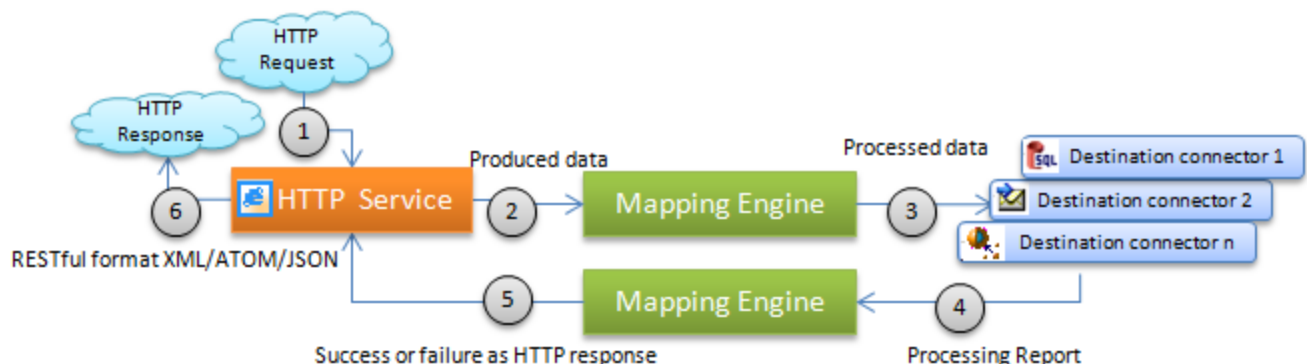 HTTP
Request
HTTP
Response
1
Produced data
Processed data
SQL
Destination connector 1
6
HTTP Service
2
Mapping Engine
3
Destination connector 2
RESTful format XML/ATOM/JSON
Destination connector n
5
Mapping Engine
4
Success or failure as HTTP response
Processing Report